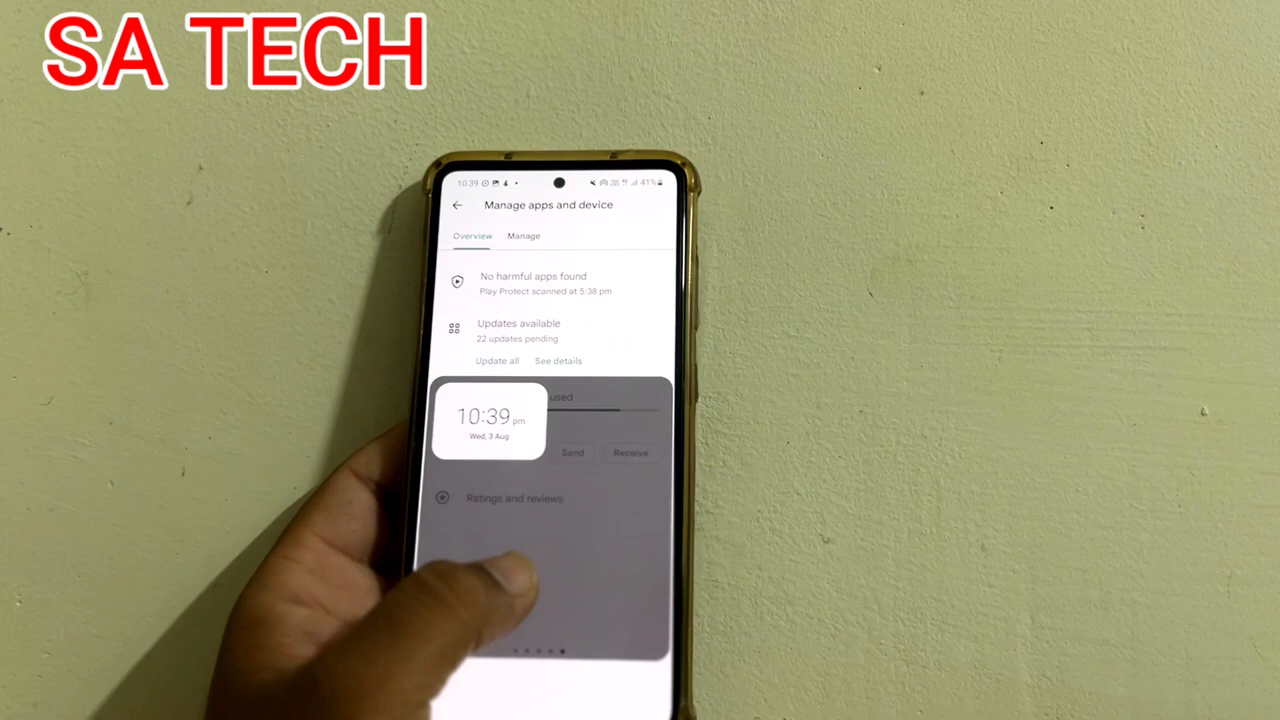 SA TECH
10:39
41%
Manage apps and device
Overview Manage
No harmful apps found
Play Protect scanned at 5:38 pm
Updates available
22 updates pending
Update all See details
used
10:39 pm
Wed, 3 Aug
Send Receive
Ratings and reviews